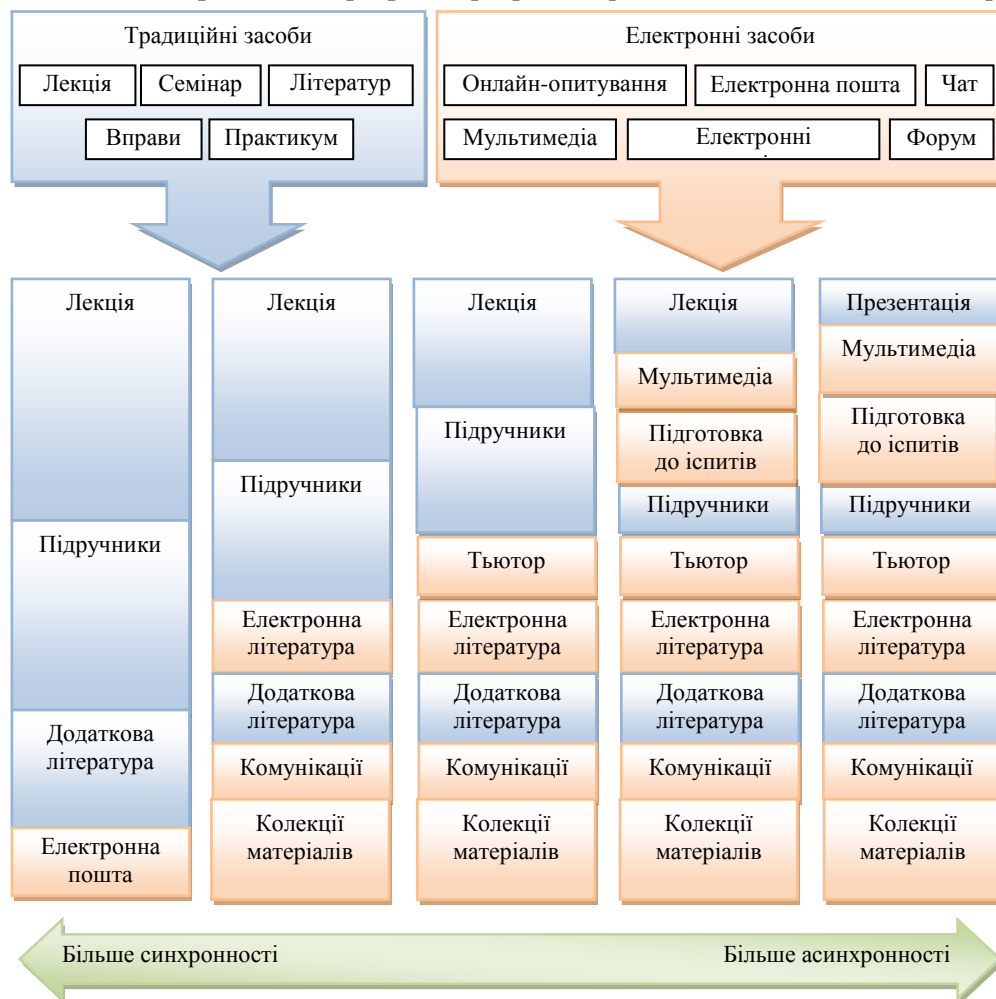 Традиційні засоби
Лекція Семінар Літератур
Вправи Практикум
Електронні засоби
Онлайн-опитування Електронна пошта Чат
Мультимедіа Електронні Форум
Лекція
Підручники
Додаткова
література
Електронна
пошта
Лекція
Підручники
Електронна
література
Додаткова
література
Комунікації
Колекції
матеріалів
Лекція
Підручники
Тьютор
Електронна
література
Додаткова
література
Комунікації
Колекції
матеріалів
Лекція
Мультимедіа
Підготовка
до іспитів
Підручники
Тьютор
Електронна
література
Додаткова
література
Комунікації
Колекції
матеріалів
Презентація
Мультимедіа
Підготовка
до іспитів
Підручники
Тьютор
Електронна
література
Додаткова
література
Комунікації
Колекції
матеріалів
Більше синхронності Більше асинхронності